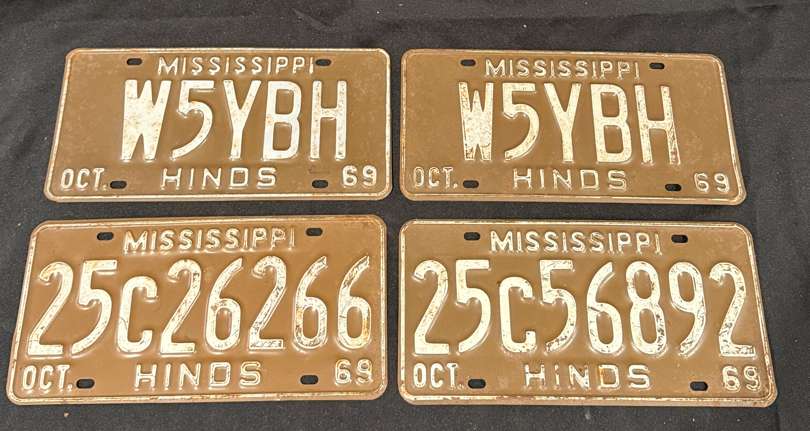 MISSISSIPPI
W5YBH
OCT. HINDS 69
MISSISSIPPI
W5YBH
OCT. HINDS 69
MISSISSIPPI
25C26266
OCT. HINDS 69
MISSISSIPPI
25C56892
OCT. HINDS 69